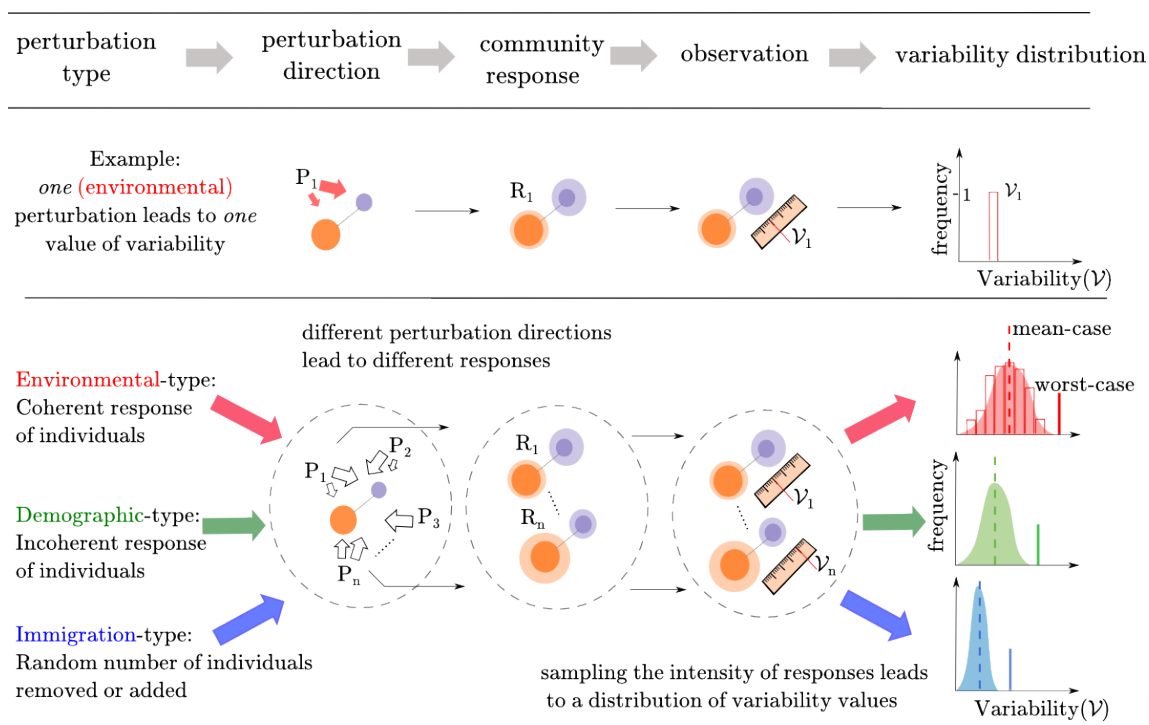 perturbation
type
perturbation
direction
community
response
observation
variability distribution
Example:
one (environmental)
perturbation leads to one
value of variability
P1
R1
𝒱1
frequency
1
𝒱1
Variability(𝒱)
different perturbation directions
lead to different responses
Environmental-type:
Coherent response
of individuals
Demographic-type:
Incoherent response
of individuals
Immigration-type:
Random number of individuals
removed or added
P1
P2
P3
Pn
R1
Rn
𝒱1
𝒱n
sampling the intensity of responses leads
to a distribution of variability values
mean-case
worst-case
frequency
Variability(𝒱)